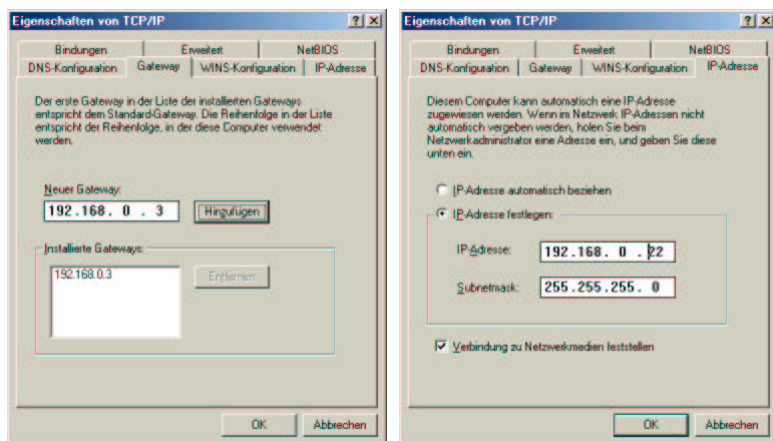 Eigenschaften von TCP/IP
Bindungen Erweitert NetBIOS
DNS-Konfiguration Gateway WINS-Konfiguration IP-Adresse
Der erste Gateway in der Liste der installierten Gateways
entspricht dem Standard-Gateway. Die Reihenfolge in der Liste
entspricht der Reihenfolge, in der diese Computer verwendet
werden.
Neuer Gateway:
192.168. 0 . 3 Hinzufügen
Installierte Gateways:
192.168.0.3 Entfernen
OK Abbrechen
Eigenschaften von TCP/IP
Bindungen Erweitert NetBIOS
DNS-Konfiguration Gateway WINS-Konfiguration IP-Adresse
Diesem Computer kann automatisch eine IP-Adresse
zugewiesen werden. Wenn im Netzwerk IP-Adressen nicht
automatisch vergeben werden, holen Sie beim
Netzwerkadministrator eine Adresse ein, und geben Sie diese
unten ein.
IP-Adresse automatisch beziehen
IP-Adresse festlegen:
IP-Adresse: 192.168. 0 .22
Subnetmask: 255.255.255. 0
Verbindung zu Netzwerkmedien feststellen
OK Abbrechen